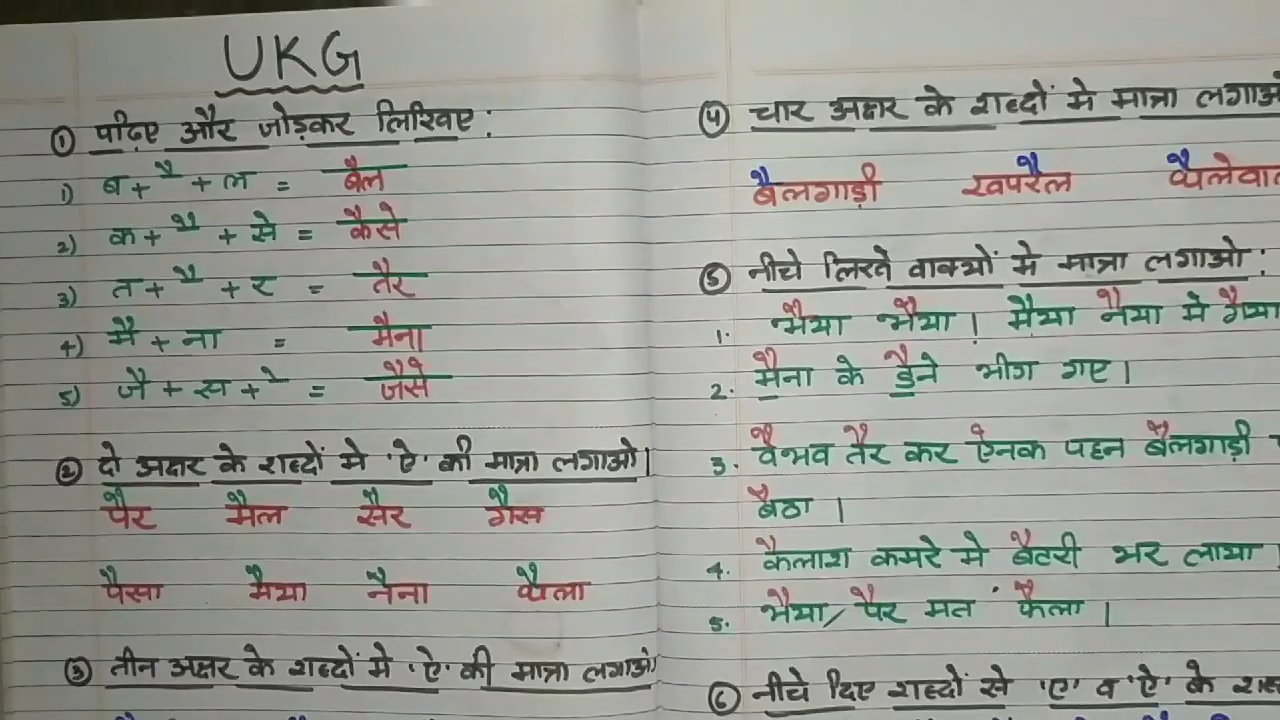 UKG
① पढ़िए और जोड़कर लिखिए :
1) ब + ै + ल = बैल
2) क + ै + से = कैसे
3) त + ै + र = तैर
4) मै + ना = मैना
5) जै + स + े = जैसे
② दो अक्षर के शब्दों मे 'ऐ' की मात्रा लगाओ।
पैर मैल सैर गैस
पैसा मैया नैना थैला
③ तीन अक्षर के शब्दों मे 'ऐ' की मात्रा लगाओ
④ चार अक्षर के शब्दों मे मात्रा लगाओ
बैलगाड़ी खपरैल थैलेवा
⑤ नीचे लिखे वाक्यों मे मात्रा लगाओ :
1. भैया भैया। मैया नैया मे गैया
2. मैना के डैने भीग गए।
3. वैभव तैर कर ऐनक पहन बैलगाड़ी
बैठा।
4. कैलाश कमरे मे बैटरी भर लाया
5. भैया, पैर मत फैला।
⑥ नीचे दिए शब्दों से 'ए' व 'ऐ' के